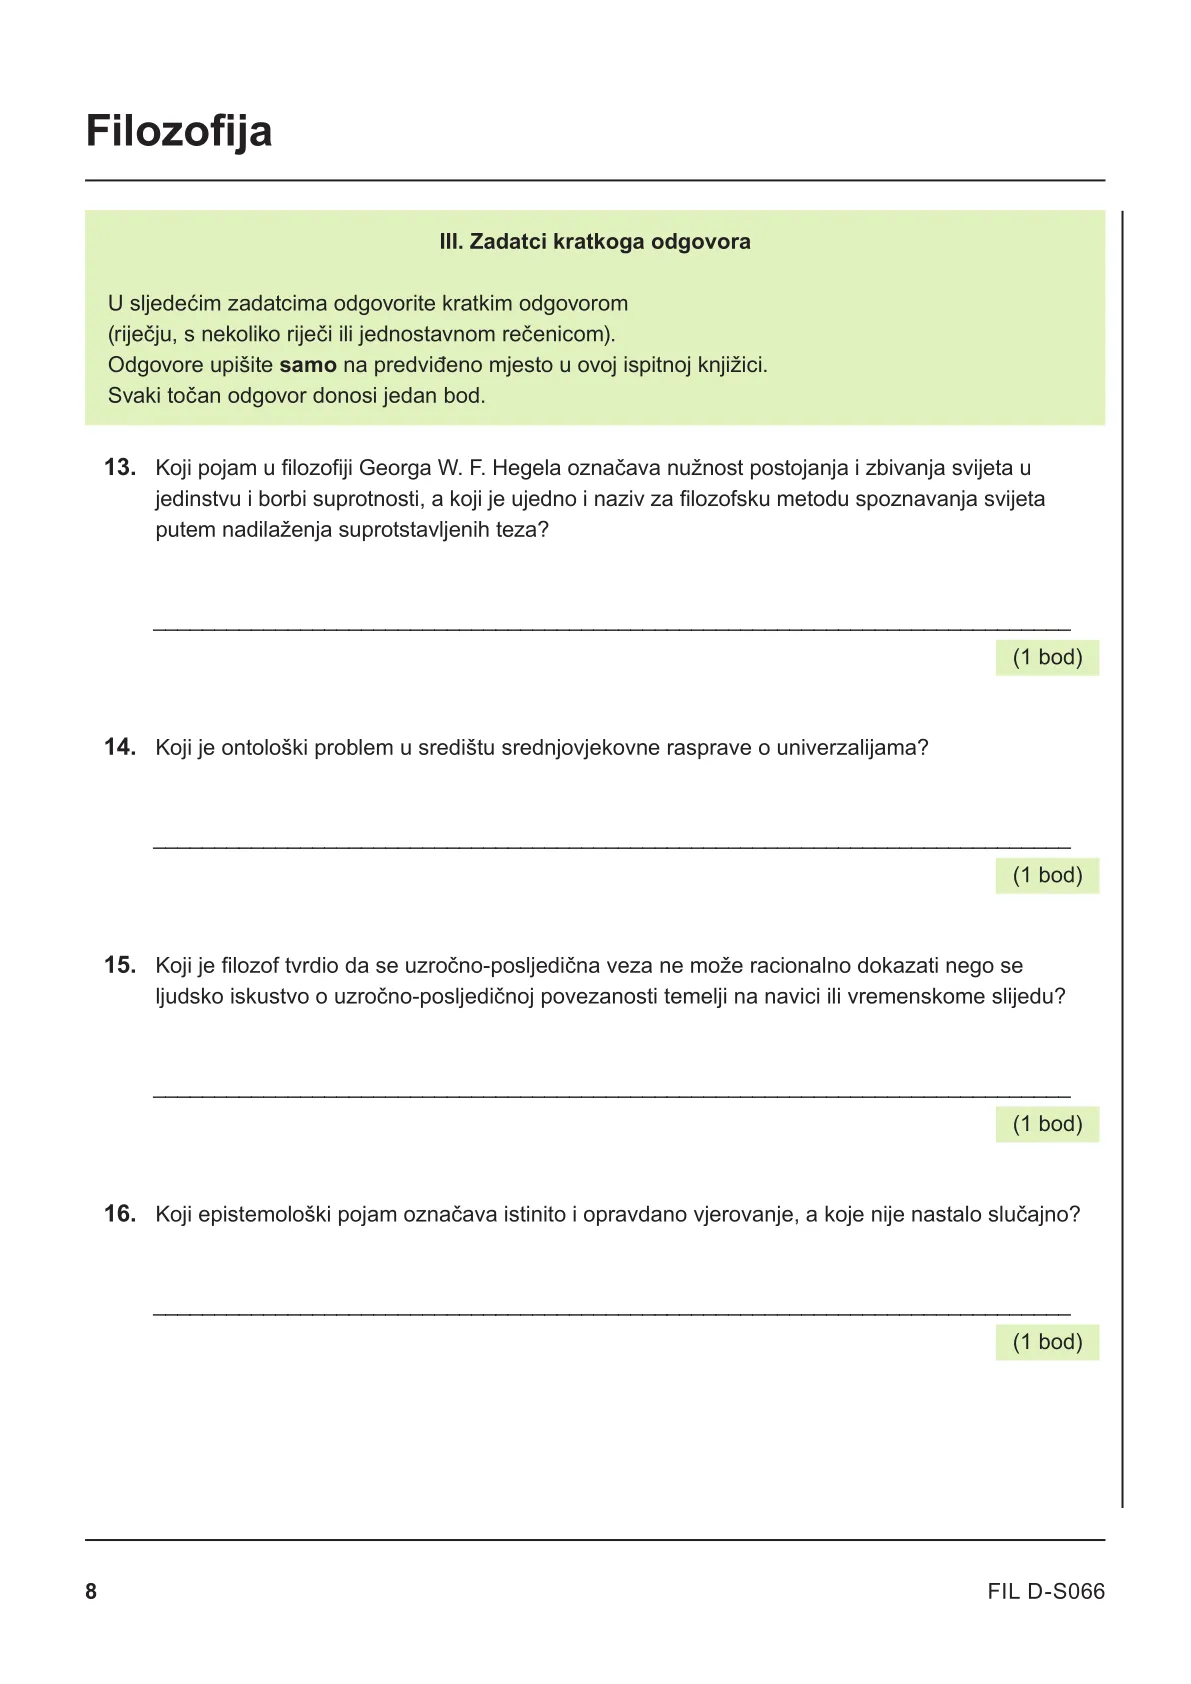 Filozofija
III. Zadatci kratkoga odgovora
U sljedećim zadatcima odgovorite kratkim odgovorom
(riječju, s nekoliko riječi ili jednostavnom rečenicom).
Odgovore upišite samo na predviđeno mjesto u ovoj ispitnoj knjižici.
Svaki točan odgovor donosi jedan bod.
13. Koji pojam u filozofiji Georga W. F. Hegela označava nužnost postojanja i zbivanja svijeta u
jedinstvu i borbi suprotnosti, a koji je ujedno i naziv za filozofsku metodu spoznavanja svijeta
putem nadilaženja suprotstavljenih teza?
(1 bod)
14. Koji je ontološki problem u središtu srednjovjekovne rasprave o univerzalijama?
(1 bod)
15. Koji je filozof tvrdio da se uzročno-posljedična veza ne može racionalno dokazati nego se
ljudsko iskustvo o uzročno-posljedičnoj povezanosti temelji na navici ili vremenskome slijedu?
(1 bod)
16. Koji epistemološki pojam označava istinito i opravdano vjerovanje, a koje nije nastalo slučajno?
(1 bod)
8
FIL D-S066